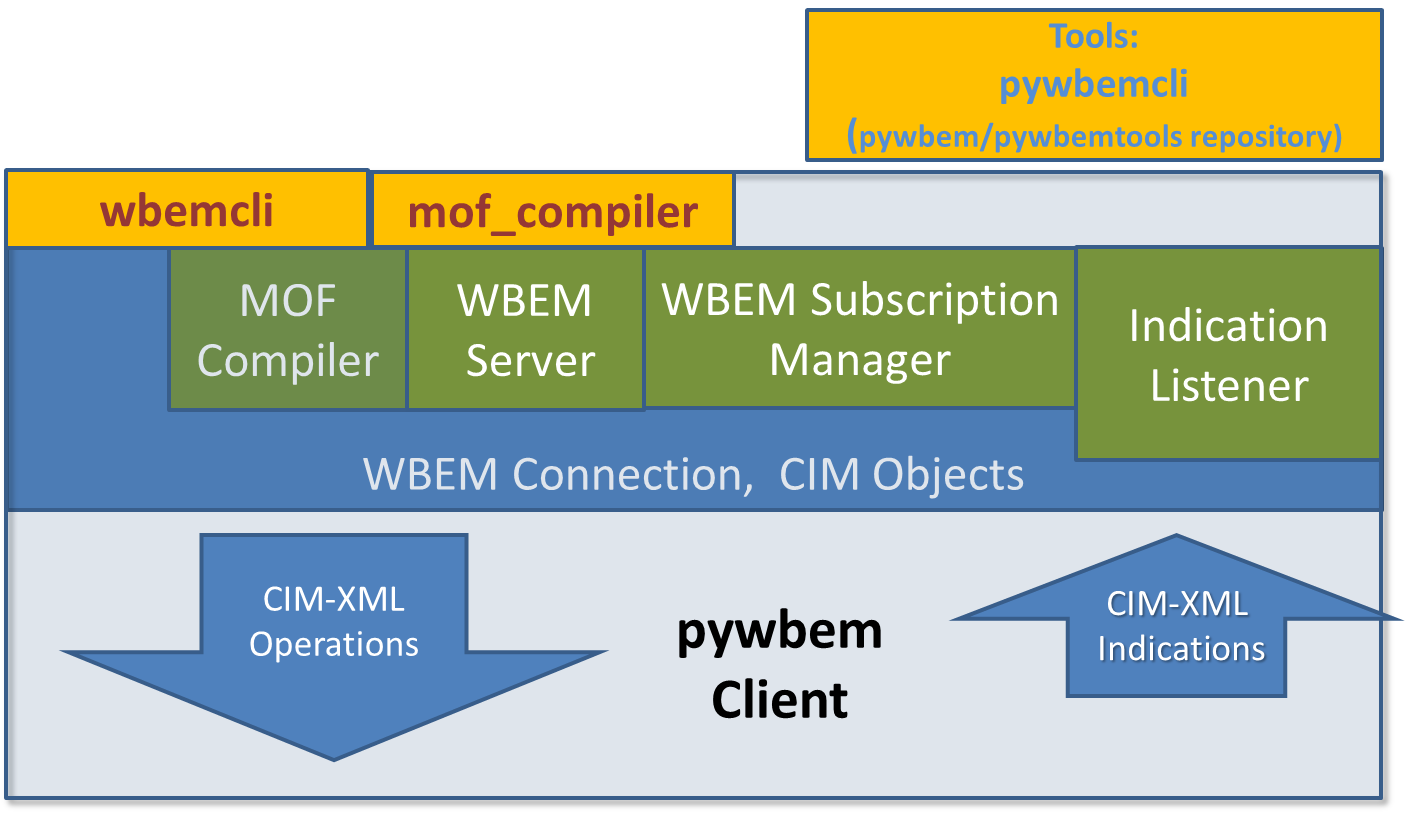 Tools:
pywbemcli
(pywbem/pywbemtools repository)
wbemcli
mof_compiler
MOF
Compiler
WBEM
Server
WBEM Subscription
Manager
Indication
Listener
WBEM Connection,  CIM Objects
CIM-XML
Operations
pywbem
Client
CIM-XML
Indications